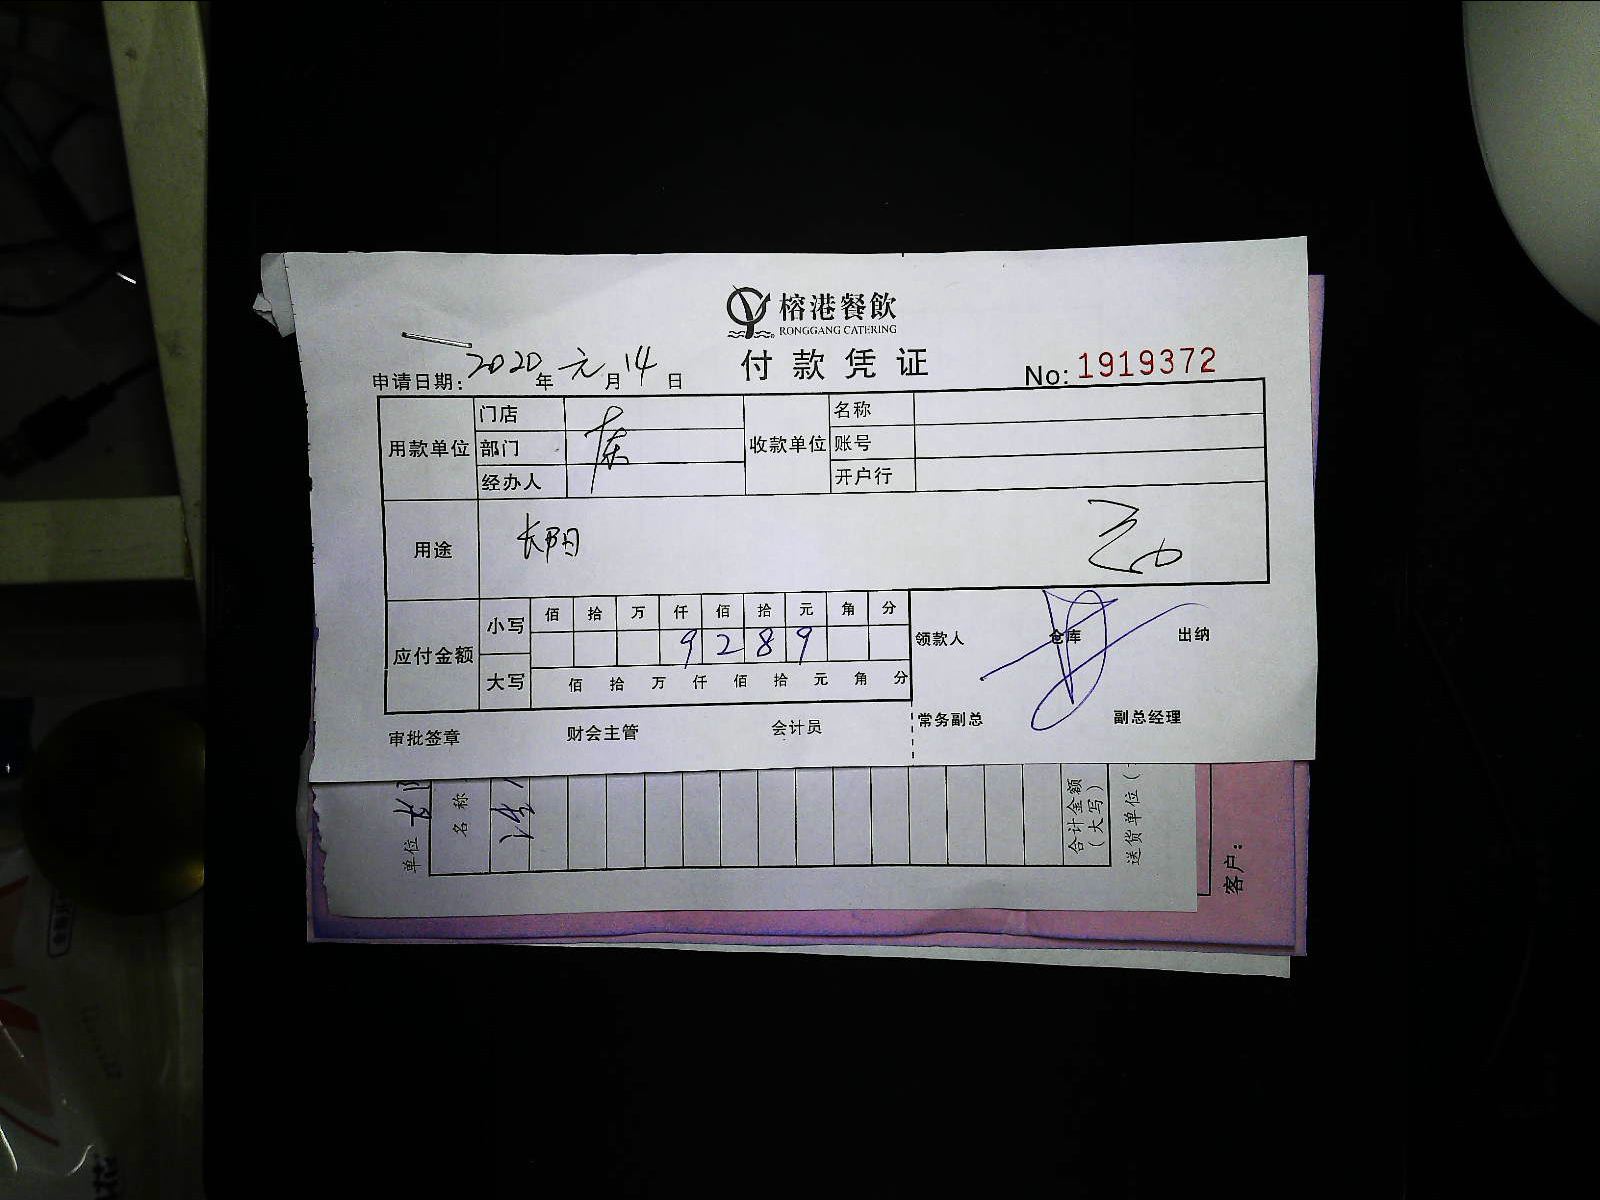 榕港餐飲
RONGGANG CATERING
付款凭证
No: 1919372
申请日期: 2020年元月14日
用款单位 门店 收款单位 名称
部门 账号
经办人 开户行
用途 长阳
应付金额 小写 佰 拾 万 仟 佰 拾 元 角 分
9 2 8 9
大写 佰 拾 万 仟 佰 拾 元 角 分
领款人 仓库 出纳
审批签章 财会主管 会计员 常务副总 副总经理
单位
名称
合计金额
(大写)
送货单位(
客户: